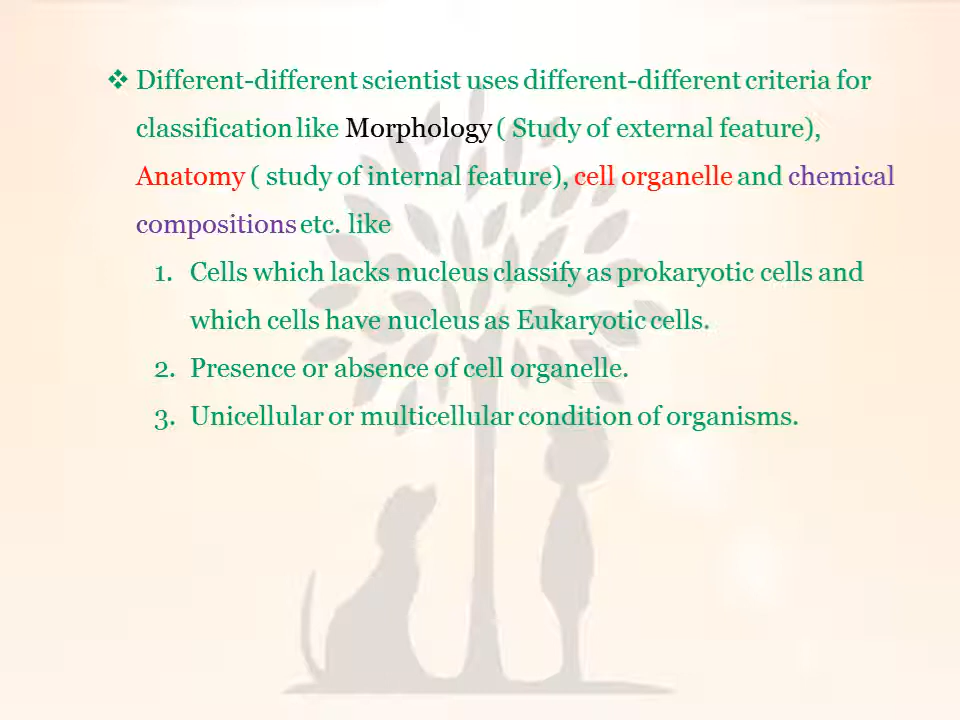 ❖ Different-different scientist uses different-different criteria for
classification like Morphology ( Study of external feature),
Anatomy ( study of internal feature), cell organelle and chemical
compositions etc. like
1. Cells which lacks nucleus classify as prokaryotic cells and
which cells have nucleus as Eukaryotic cells.
2. Presence or absence of cell organelle.
3. Unicellular or multicellular condition of organisms.